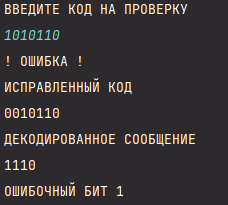 ВВЕДИТЕ КОД НА ПРОВЕРКУ
1010110
! ОШИБКА !
ИСПРАВЛЕННЫЙ КОД
0010110
ДЕКОДИРОВАННОЕ СООБЩЕНИЕ
1110
ОШИБОЧНЫЙ БИТ 1